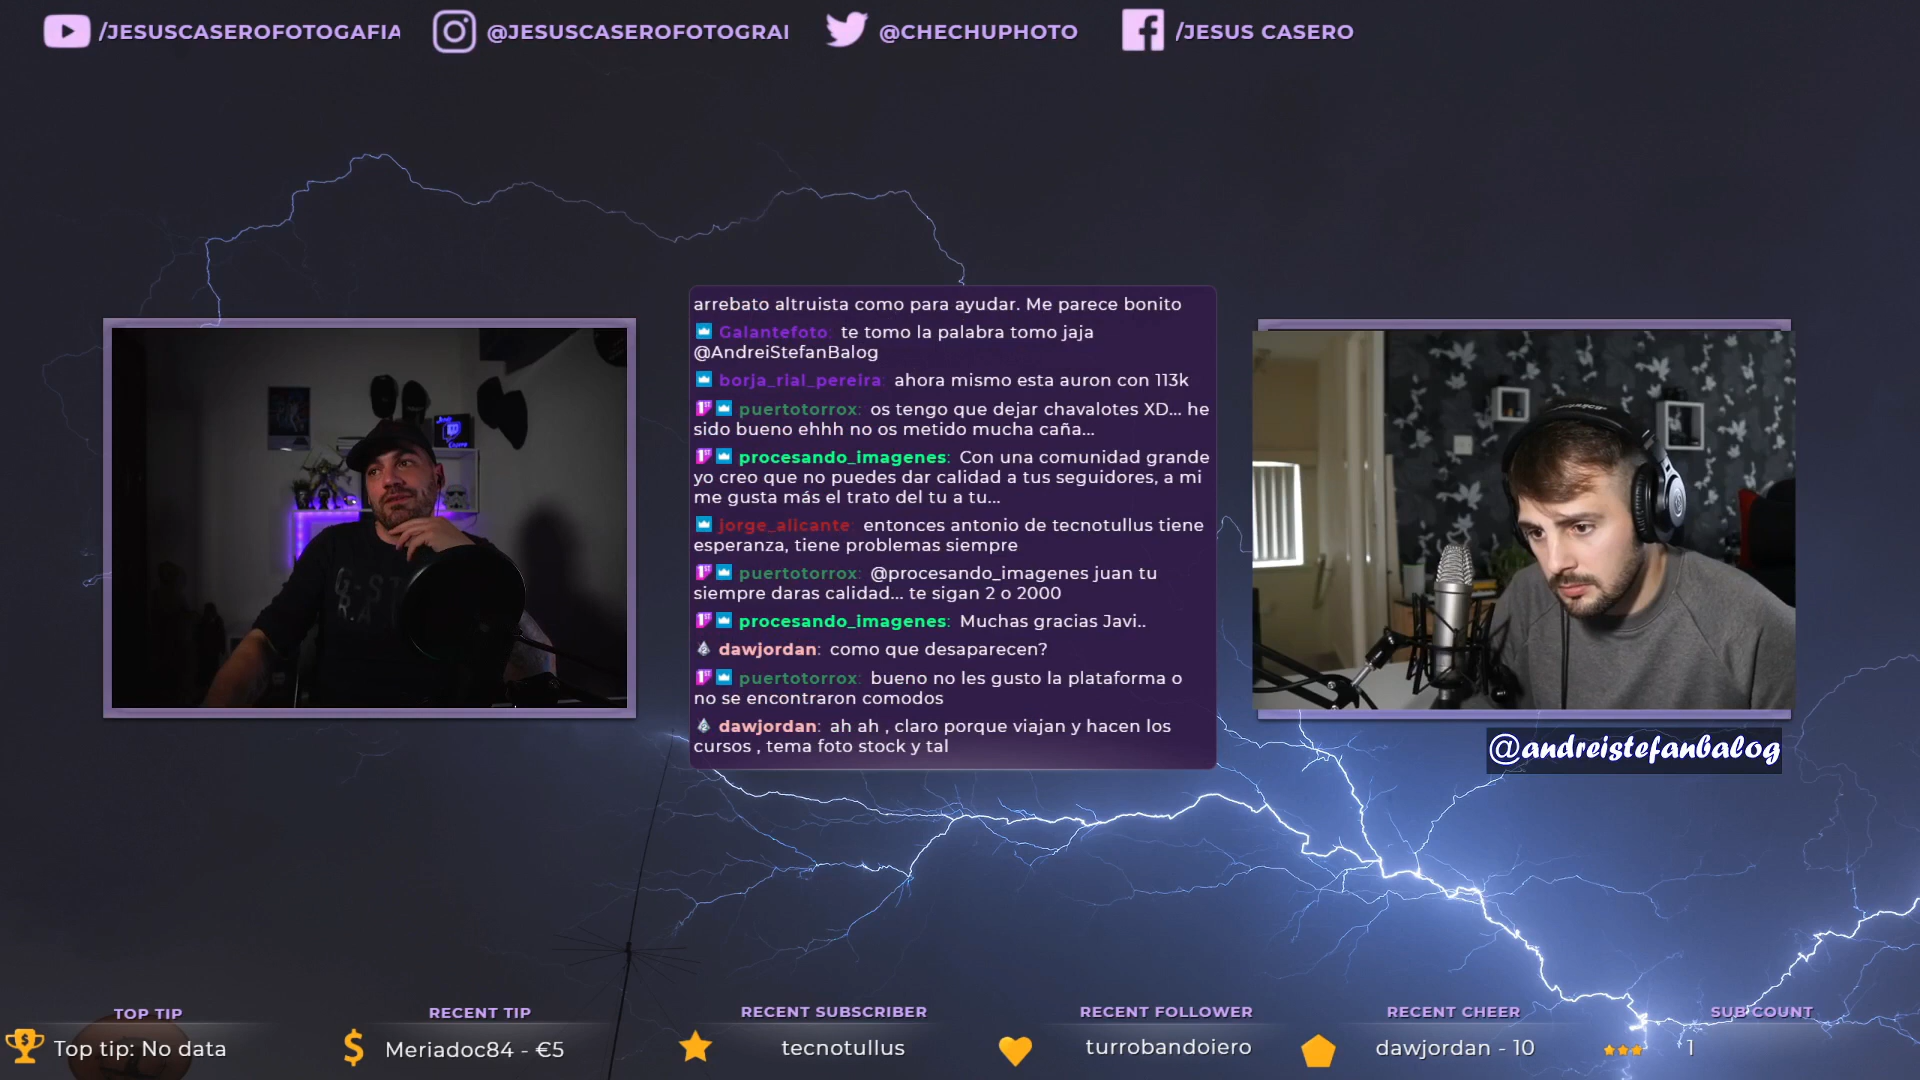 /JESUSCASEROFOTOGAFIA
@JESUSCASEROFOTOGRAI
@CHECHUPHOTO
/JESUS CASERO
arrebato altruista como para ayudar. Me parece bonito
Galantefoto: te tomo la palabra tomo jaja
@AndreiStefanBalog
borja_rial_pereira: ahora mismo esta auron con 113k
puertotorrox: os tengo que dejar chavalotes XD... he
sido bueno ehhh no os metido mucha caña...
procesando_imagenes: Con una comunidad grande
yo creo que no puedes dar calidad a tus seguidores, a mi
me gusta más el trato del tu a tu...
jorge_alicante: entonces antonio de tecnotullus tiene
esperanza, tiene problemas siempre
puertotorrox: @procesando_imagenes juan tu
siempre daras calidad... te sigan 2 o 2000
procesando_imagenes: Muchas gracias Javi..
dawjordan: como que desaparecen?
puertotorrox: bueno no les gusto la plataforma o
no se encontraron comodos
dawjordan: ah ah , claro porque viajan y hacen los
cursos , tema foto stock y tal
@andreistefanbalog
TOP TIP
Top tip: No data
RECENT TIP
Meriadoc84 - €5
RECENT SUBSCRIBER
tecnotullus
RECENT FOLLOWER
turrobandoiero
RECENT CHEER
dawjordan - 10
SUB COUNT
1